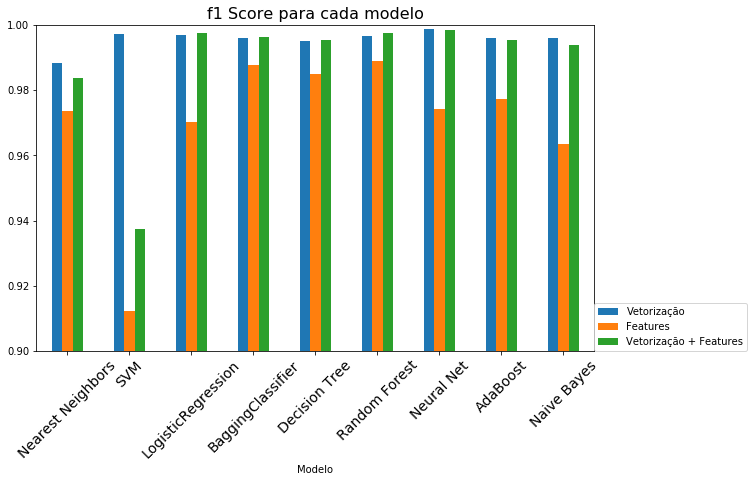 f1 Score para cada modelo
1.00
0.98
0.96
0.94
0.92
0.90
Vetorização
Features
Vetorização + Features
Nearest Neighbors
SVM
LogisticRegression
BaggingClassifier
Decision Tree
Random Forest
Neural Net
AdaBoost
Naive Bayes
Modelo